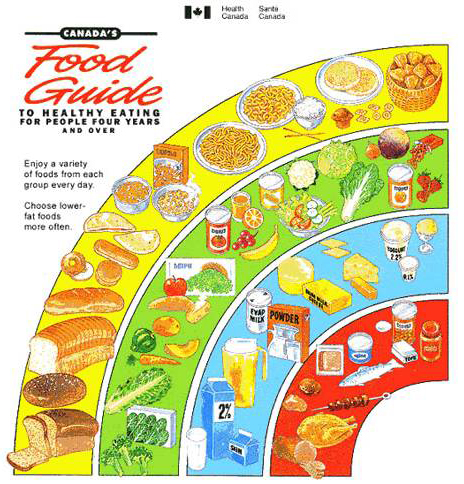 Health Santé
Canada Canada
CANADA'S
Food
Guide
TO HEALTHY EATING
FOR PEOPLE FOUR YEARS
AND OVER
Enjoy a variety
of foods from each
group every day.
Choose lower-
fat foods
more often.
YOGOURT
2%
EVAP
MILK
POWDER
2%
SKIM
TOFU